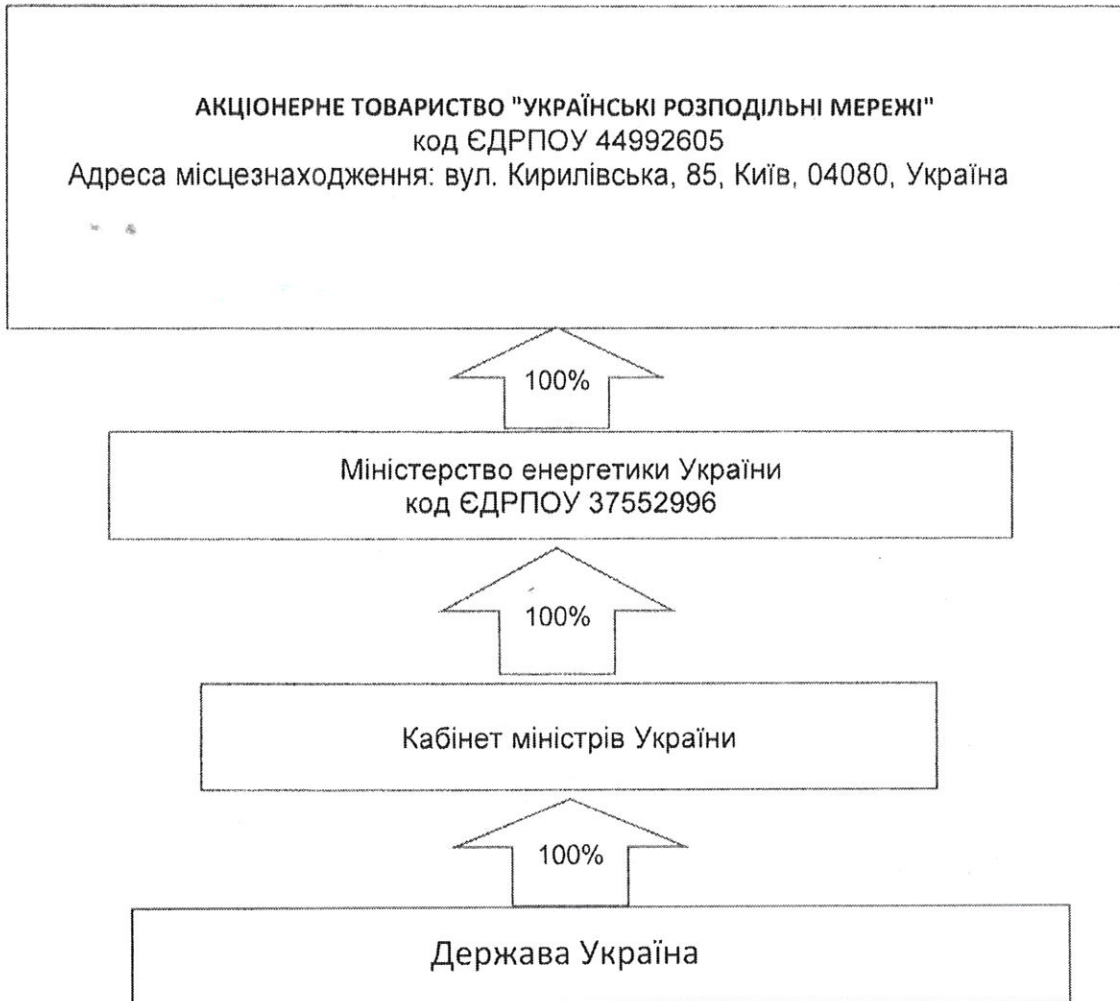 АКЦІОНЕРНЕ ТОВАРИСТВО "УКРАЇНСЬКІ РОЗПОДІЛЬНІ МЕРЕЖІ"
код ЄДРПОУ 44992605
Адреса місцезнаходження: вул. Кирилівська, 85, Київ, 04080, Україна
100%
Міністерство енергетики України
код ЄДРПОУ 37552996
100%
Кабінет міністрів України
100%
Держава Україна